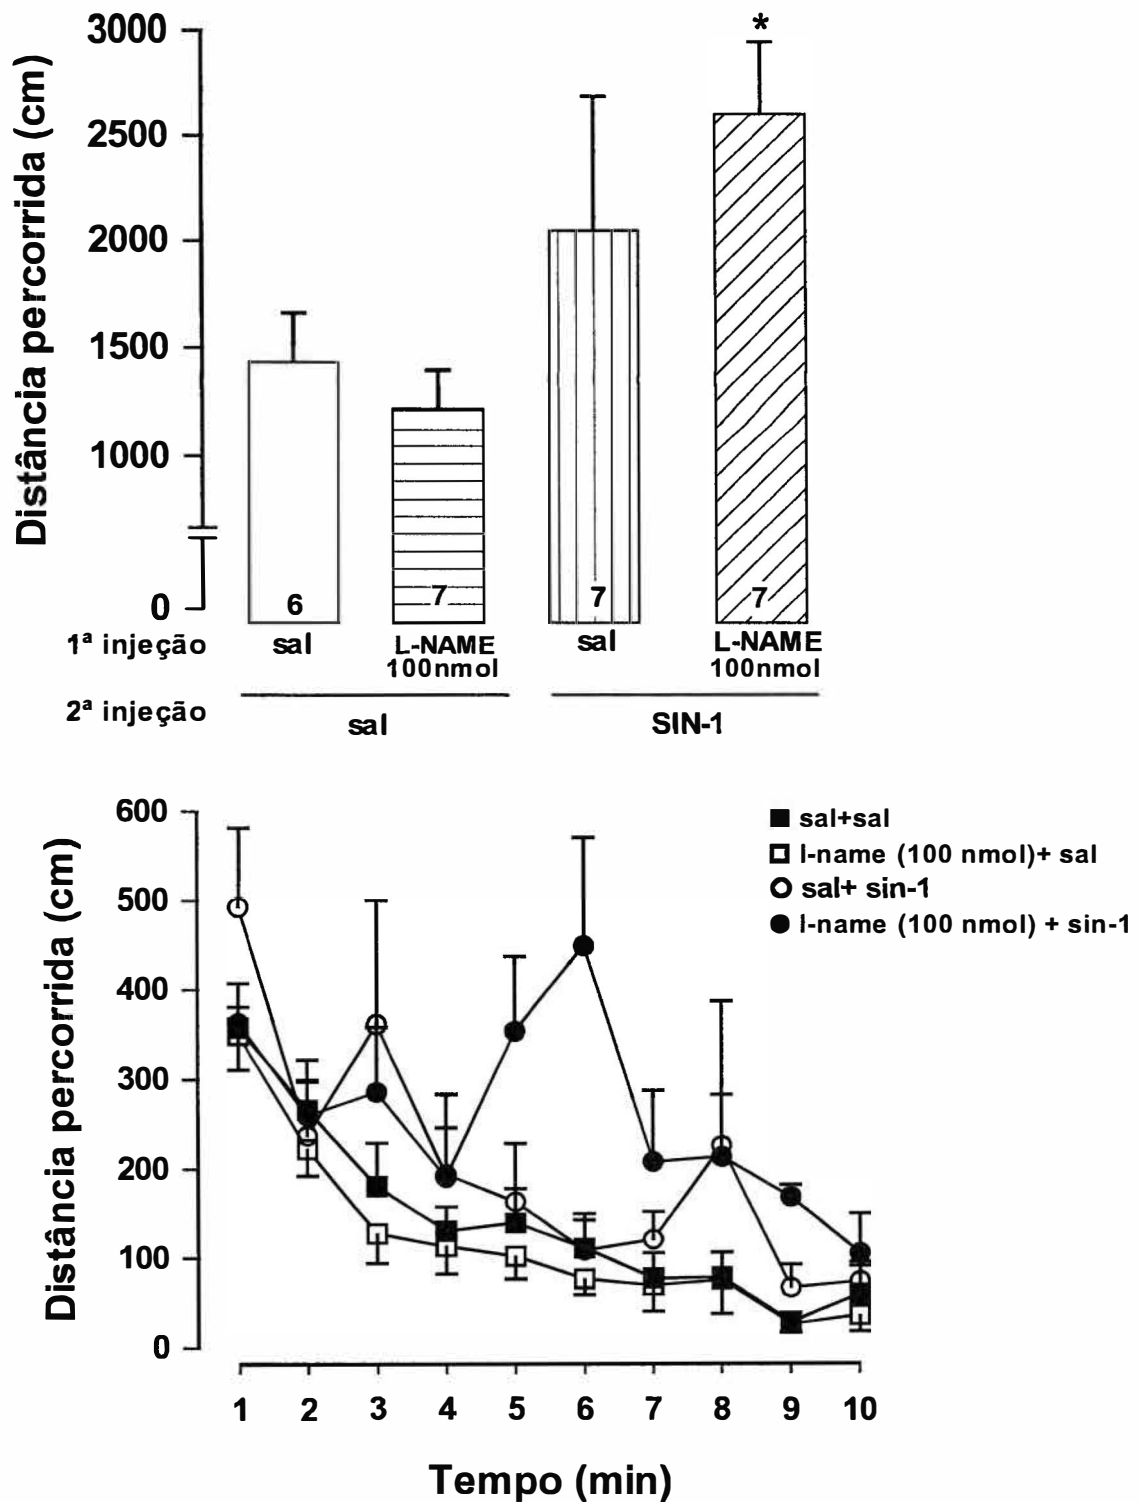 *
3000
2500
2000
1500
1000
0
Distância percorrida (cm)
6
7
7
7
1ª injeção
sal
L-NAME
100nmol
sal
L-NAME
100nmol
2ª injeção
sal
SIN-1
600
500
400
300
200
100
0
Distância percorrida (cm)
sal+sal
l-name (100 nmol)+ sal
sal+ sin-1
l-name (100 nmol) + sin-1
1 2 3 4 5 6 7 8 9 10
Tempo (min)